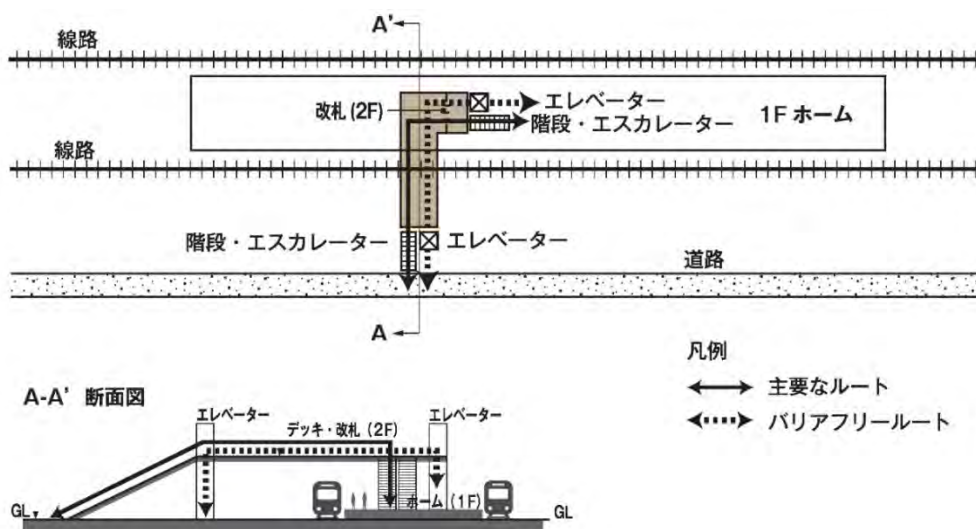 A'
線路
改札(2F)
エレベーター
階段・エスカレーター
1F ホーム
線路
階段・エスカレーター
エレベーター
道路
A
凡例
主要なルート
バリアフリールート
A-A' 断面図
エレベーター
デッキ・改札(2F)
エレベーター
ホーム(1F)
GL
GL